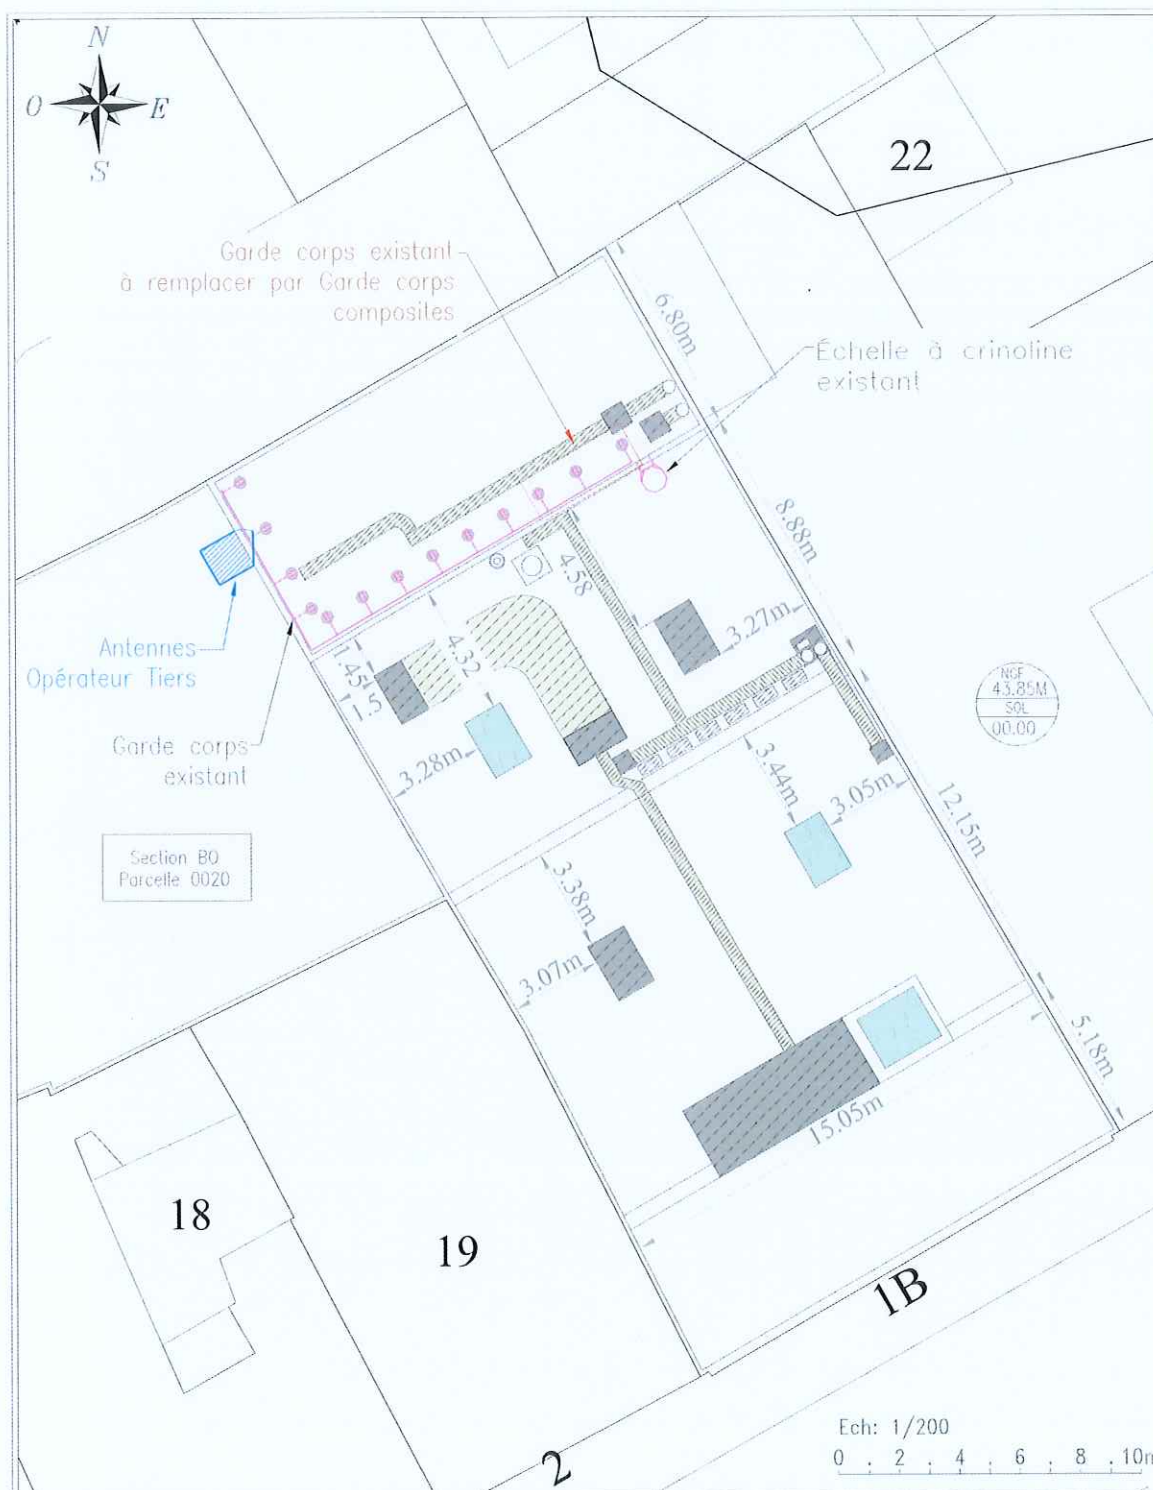 N
O
E
S
22
Garde corps existant
à remplacer par Garde corps
composites
6.80m
Échelle à crinoline
existant
8.88m
4.58
3.27m
Antennes
Opérateur Tiers
1.45
1.5
4.32
NGF
43.85M
SOL
00.00
Garde corps
existant
3.28m
3.44m
3.05m
12.15m
Section BO
Parcelle 0020
3.38m
3.07m
5.18m
15.05m
18
19
1B
2
Ech: 1/200
0 . 2 . 4 . 6 . 8 . 10m